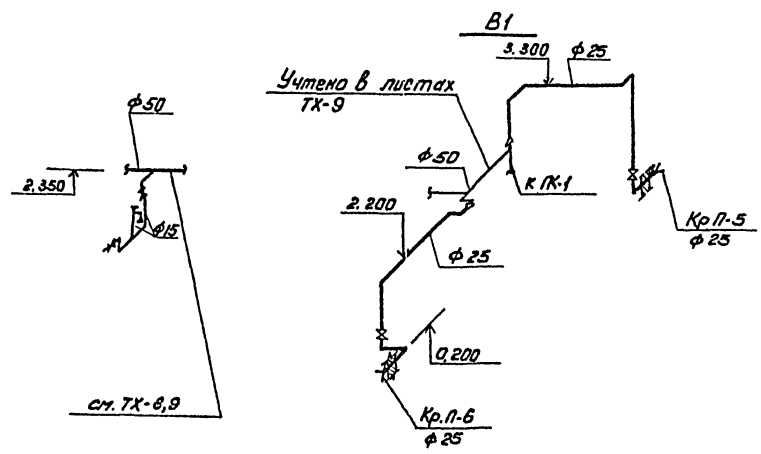 В1
3.300
ф25
Учтено в листах
ТХ-9
ф50
2.350
ф15
ф50
к ПК-1
2.200
ф25
Кр П-5
ф25
0,200
см. ТХ-8,9
Кр.П-6
ф25